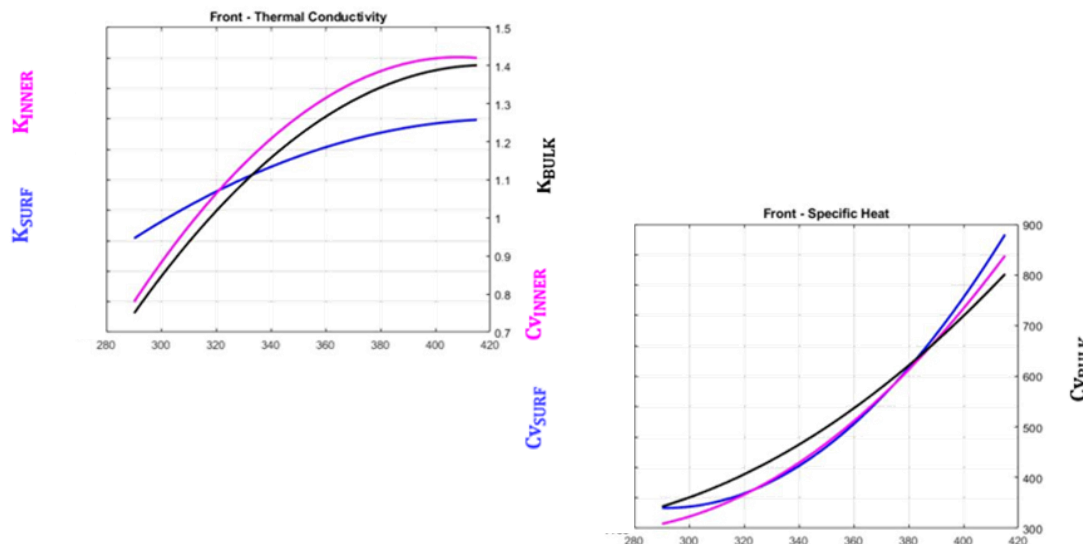 Front - Thermal Conductivity
K_INNER
K_SURF
K_BULK
1.5
1.4
1.3
1.2
1.1
1
0.9
0.8
0.7
280 300 320 340 360 380 400 420
Front - Specific Heat
Cv_INNER
Cv_SURF
Cv_BULK
900
800
700
600
500
400
300
280 300 320 340 360 380 400 420